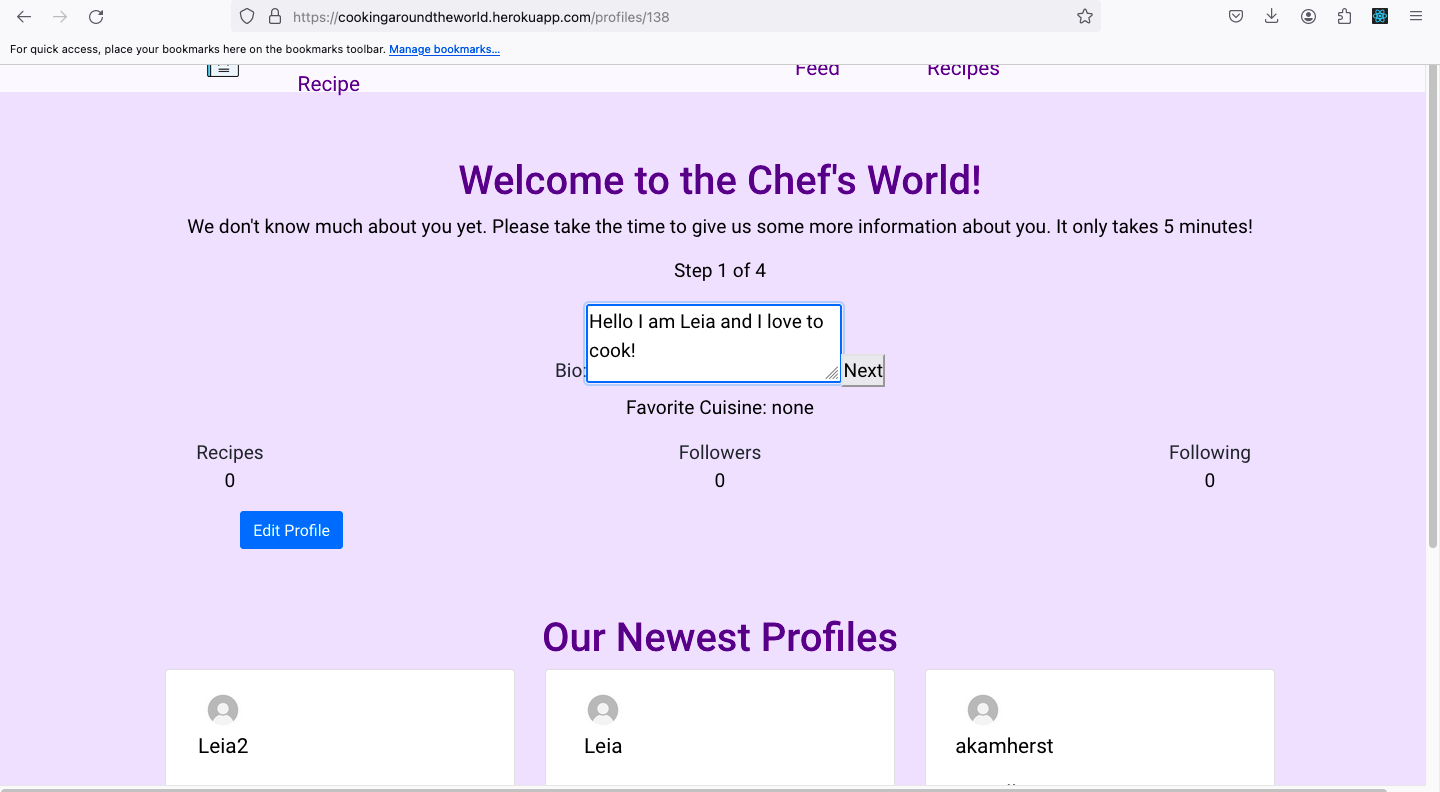 https://cookingaroundtheworld.herokuapp.com/profiles/138
For quick access, place your bookmarks here on the bookmarks toolbar. Manage bookmarks...
Recipe
Feed
Recipes
Welcome to the Chef's World!
We don't know much about you yet. Please take the time to give us some more information about you. It only takes 5 minutes!
Step 1 of 4
Hello I am Leia and I love to
cook!
Bio:
Next
Favorite Cuisine: none
Recipes Followers Following
0 0 0
Edit Profile
Our Newest Profiles
Leia2 Leia akamherst